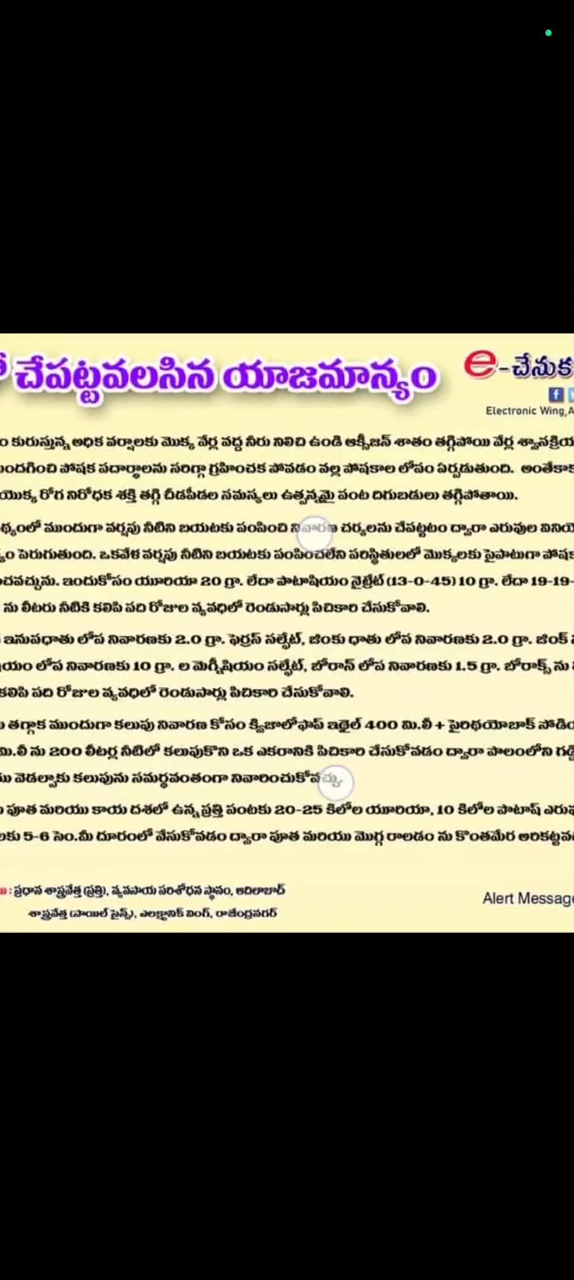 చేపట్టవలసిన యాజమాన్యం
e-చేనుక
Electronic Wing,A
కురుస్తున్న అధిక వర్షాలకు మొక్క వేర్ల వద్ద నీరు నిలిచి ఉండి ఆక్సీజన్ శాతం తగ్గిపోయి వేర్ల శ్వాసక్రియ
పోషక పదార్థాలను సరిగ్గా గ్రహించక పోవడం వల్ల పోషకాల లోపం ఏర్పడుతుంది. అంతేకాక
యొక్క రోగ నిరోధక శక్తి తగ్గి చీడపీడల సమస్యలు ఉత్పన్నమై పంట దిగుబడులు తగ్గిపోతాయి.
ముందుగా వర్షపు నీటిని బయటకు పంపించి నివారణ చర్యలను చేపట్టటం ద్వారా ఎరువుల వినియో
పెరుగుతుంది. ఒకవేళ వర్షపు నీటిని బయటకు పంపించలేని పరిస్థితులలో మొక్కలకు పైపాటుగా పోషక
చవచ్చును. ఇందుకోసం యూరియా 20 గ్రా. లేదా పొటాషియం నైట్రేట్ (13-0-45) 10 గ్రా. లేదా 19-19-
ను లీటరు నీటికి కలిపి పది రోజుల వ్యవధిలో రెండుసార్లు పిచికారి చేసుకోవాలి.
ఇనుపధాతు లోప నివారణకు 2.0 గ్రా. ఫెర్రస్ సల్ఫేట్, జింకు ధాతు లోప నివారణకు 2.0 గ్రా. జింక్
యం లోప నివారణకు 10 గ్రా. ల మెగ్నీషియం సల్ఫేట్, బోరాన్ లోప నివారణకు 1.5 గ్రా. బోరాక్స్ ను
కలిపి పది రోజుల వ్యవధిలో రెండుసార్లు పిచికారి చేసుకోవాలి.
తగ్గాక ముందుగా కలుపు నివారణ కోసం క్విజాలోఫాప్ ఇథైల్ 400 మి.లీ + పైరిథయోబాక్ సోడి
మి.లీ ను 200 లీటర్ల నీటిలో కలుపుకొని ఒక ఎకరానికి పిచికారి చేసుకోవడం ద్వారా పొలంలోని గడ్డి
వెడల్పాకు కలుపును సమర్థవంతంగా నివారించుకోవచ్చు.
పూత మరియు కాయ దశలో ఉన్న ప్రత్తి పంటకు 20-25 కిలోల యూరియా, 10 కిలోల పొటాష్ ఎరువు
లకు 5-6 సెం.మీ దూరంలో వేసుకోవడం ద్వారా పూత మరియు మొగ్గ రాలడం ను కొంతమేర అరికట్టవ
: ప్రధాన శాస్త్రవేత్త (ప్రత్తి), వ్యవసాయ పరిశోధన స్థానం, ఆదిలాబాద్
Alert Message
శాస్త్రవేత్త (సాయిల్ సైన్స్), ఎలక్ట్రానిక్ వింగ్, రాజేంద్రనగర్